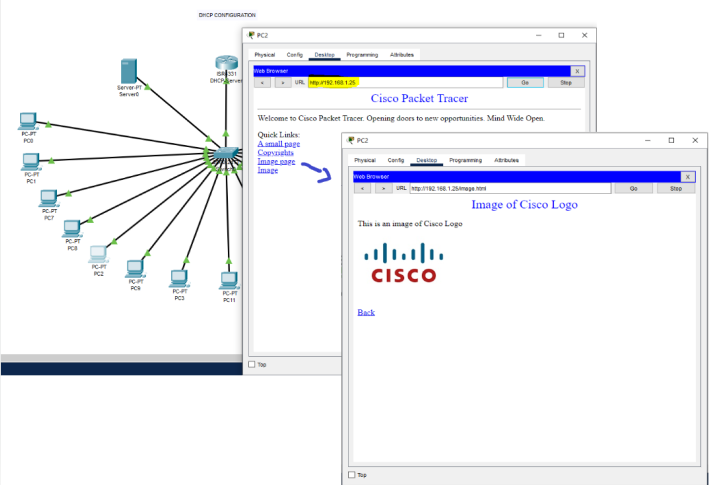 DHCP CONFIGURATION
Server-PT
Server0
DHCP
PC-PT
PC0
PC-PT
PC1
PC-PT
PC7
PC-PT
PC8
PC-PT
PC2
PC-PT
PC9
PC-PT
PC3
PC-PT
PC11
PC2
Physical Config Desktop Programming Attributes
Web Browser X
< > URL http://192.168.1.25 Go Stop
Cisco Packet Tracer
Welcome to Cisco Packet Tracer. Opening doors to new opportunities. Mind Wide Open.
Quick Links:
A small page
Copyrights
Image page
Image
Top
PC2
Physical Config Desktop Programming Attributes
Web Browser X
< > URL http://192.168.1.25/image.html Go Stop
Image of Cisco Logo
This is an image of Cisco Logo
CISCO
Back
Top